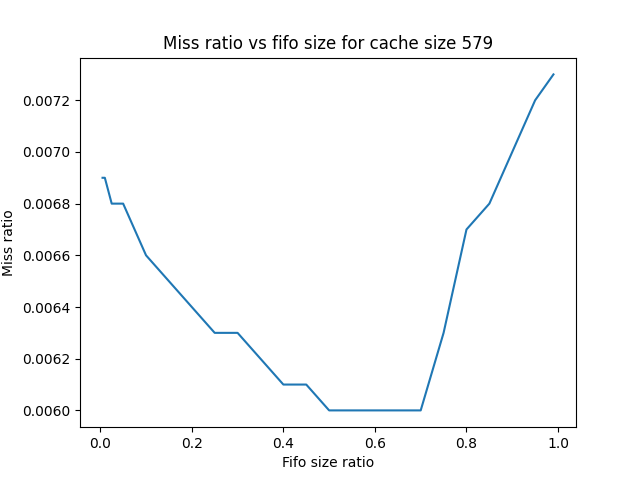 Miss ratio vs fifo size for cache size 579
0.0072
0.0070
0.0068
0.0066
0.0064
0.0062
0.0060
Miss ratio
0.0 0.2 0.4 0.6 0.8 1.0
Fifo size ratio